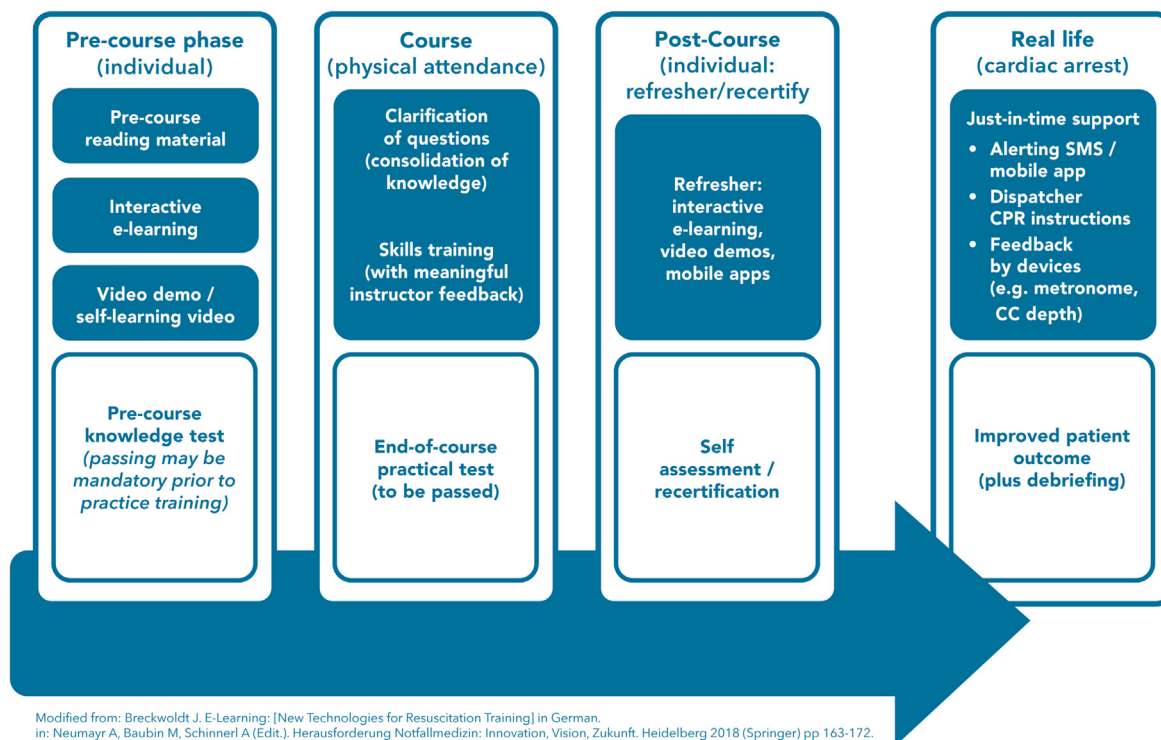 Pre-course phase
(individual)
Pre-course
reading material
Interactive
e-learning
Video demo /
self-learning video
Pre-course
knowledge test
(passing may be
mandatory prior to
practice training)
Course
(physical attendance)
Clarification
of questions
(consolidation of
knowledge)
Skills training
(with meaningful
instructor feedback)
End-of-course
practical test
(to be passed)
Post-Course
(individual:
refresher/recertify
Refresher:
interactive
e-learning,
video demos,
mobile apps
Self
assessment /
recertification
Real life
(cardiac arrest)
Just-in-time support
• Alerting SMS /
mobile app
• Dispatcher
CPR instructions
• Feedback
by devices
(e.g. metronome,
CC depth)
Improved patient
outcome
(plus debriefing)
Modified from: Breckwoldt J. E-Learning: [New Technologies for Resuscitation Training] in German.
in: Neumayr A, Baubin M, Schinnerl A (Edit.). Herausforderung Notfallmedizin: Innovation, Vision, Zukunft. Heidelberg 2018 (Springer) pp 163-172.